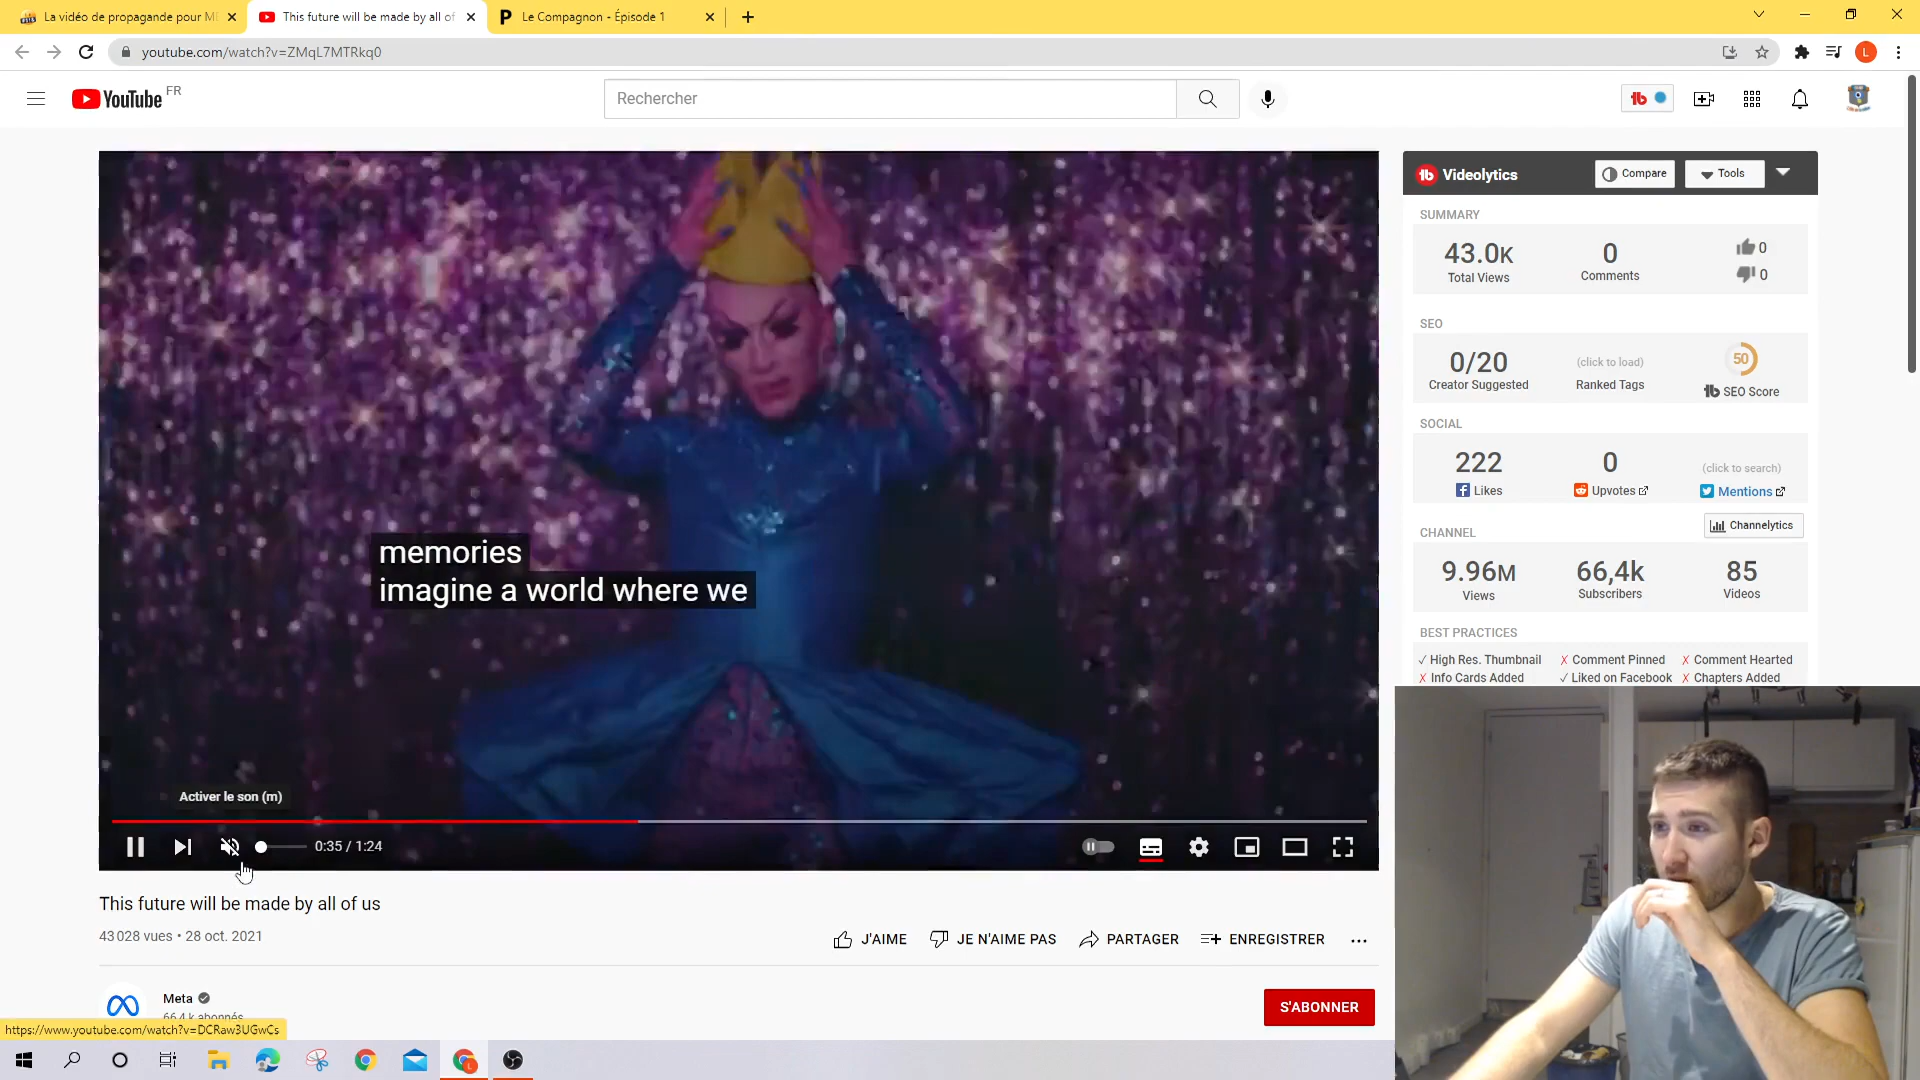 La vidéo de propagande pour M
This future will be made by all of
Le Compagnon - Épisode 1
youtube.com/watch?v=ZMqL7MTRkq0
L
YouTube FR
Rechercher
Videolytics
Compare
Tools
SUMMARY
43.0K
Total Views
0
Comments
0
0
SEO
0/20
Creator Suggested
(click to load)
Ranked Tags
50
SEO Score
SOCIAL
222
Likes
0
Upvotes
(click to search)
Mentions
Channelytics
CHANNEL
9.96M
Views
66,4k
Subscribers
85
Videos
BEST PRACTICES
✓ High Res. Thumbnail
✗ Comment Pinned
✗ Comment Hearted
✗ Info Cards Added
✓ Liked on Facebook
✗ Chapters Added
memories
imagine a world where we
Activer le son (m)
0:35 / 1:24
This future will be made by all of us
43 028 vues • 28 oct. 2021
J'AIME
JE N'AIME PAS
PARTAGER
ENREGISTRER
Meta
66,4 k abonnés
S'ABONNER
https://www.youtube.com/watch?v=DCRaw3UGwCs